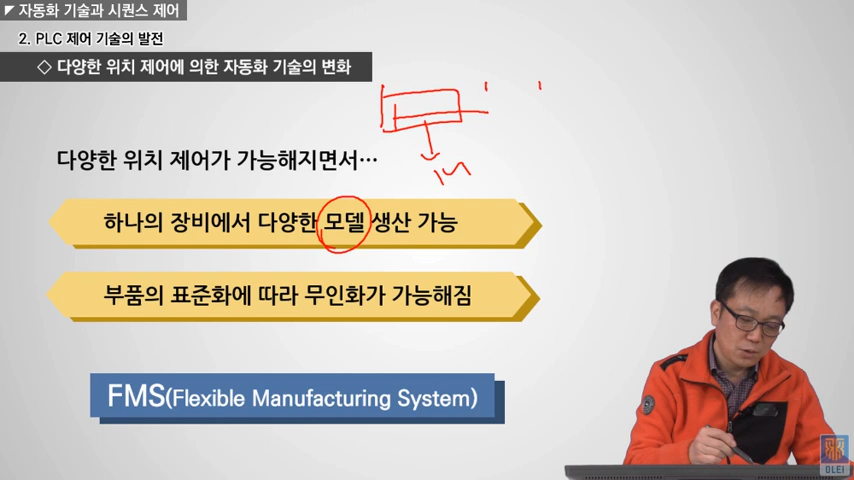 자동화 기술과 시퀀스 제어
2. PLC 제어 기술의 발전
◇ 다양한 위치 제어에 의한 자동화 기술의 변화
다양한 위치 제어가 가능해지면서…
하나의 장비에서 다양한 모델 생산 가능
부품의 표준화에 따라 무인화가 가능해짐
FMS(Flexible Manufacturing System)
OLEI